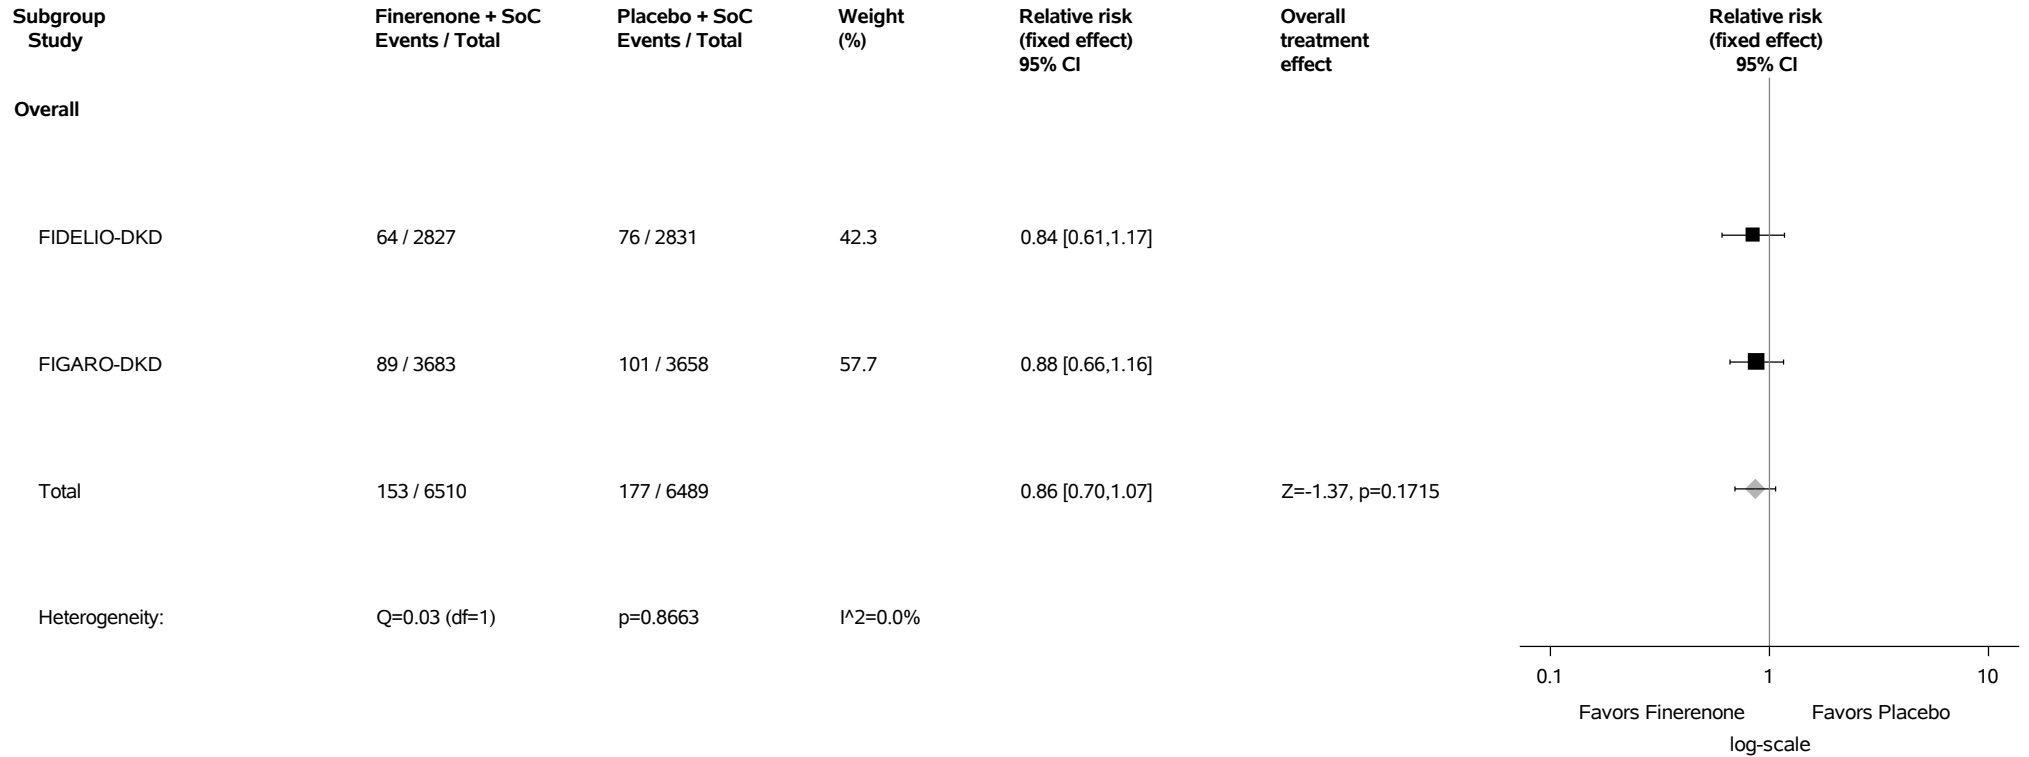 Subgroup Finerenone + SoC Placebo + SoC Weight Relative risk Overall Relative risk
Study Events / Total Events / Total (%) (fixed effect) treatment (fixed effect)
95% CI effect 95% CI
Overall
FIDELIO-DKD 64 / 2827 76 / 2831 42.3 0.84 [0.61,1.17]
FIGARO-DKD 89 / 3683 101 / 3658 57.7 0.88 [0.66,1.16]
Total 153 / 6510 177 / 6489 0.86 [0.70,1.07] Z=-1.37, p=0.1715
Heterogeneity: Q=0.03 (df=1) p=0.8663 I^2=0.0%
0.1 1 10
Favors Finerenone Favors Placebo
log-scale